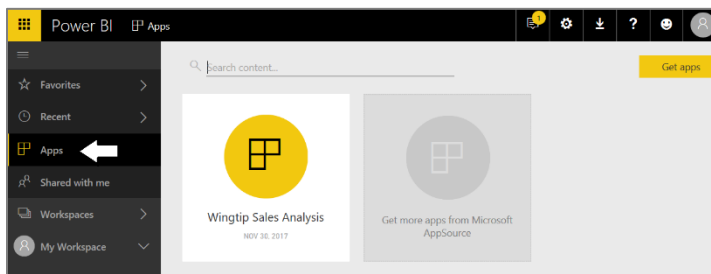 Power BI
Apps
1
Search content...
Get apps
Favorites
Recent
Apps
Shared with me
Workspaces
My Workspace
Wingtip Sales Analysis
NOV 30, 2017
Get more apps from Microsoft
AppSource